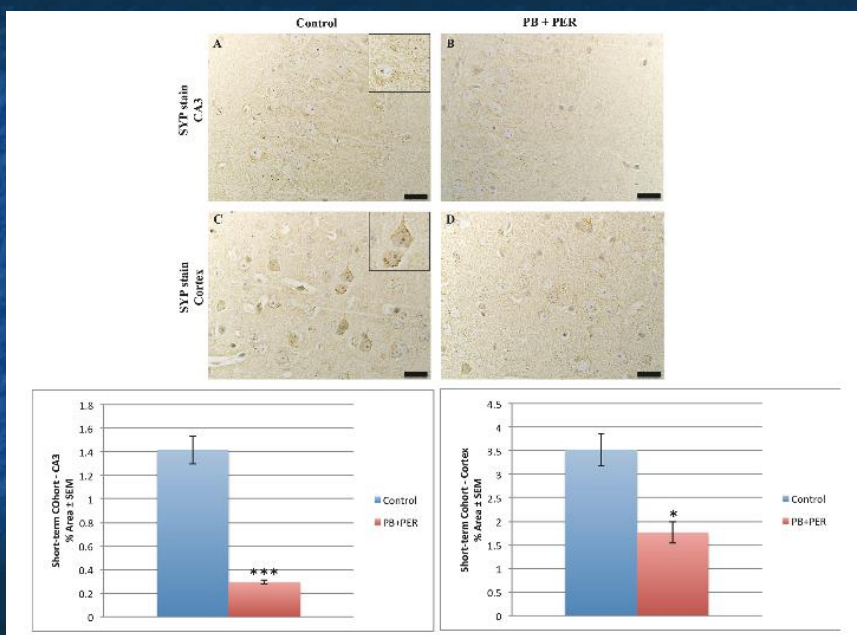 Control
PB + PER
A
B
SYP stain
CA3
C
D
SYP stain
Cortex
1.8
1.6
1.4
1.2
1
0.8
0.6
0.4
0.2
0
Short-term COhort - CA3
% Area ± SEM
***
Control
PB+PER
4.5
4
3.5
3
2.5
2
1.5
1
0.5
0
Short-term Cohort - Cortex
% Area ± SEM
*
Control
PB+PER